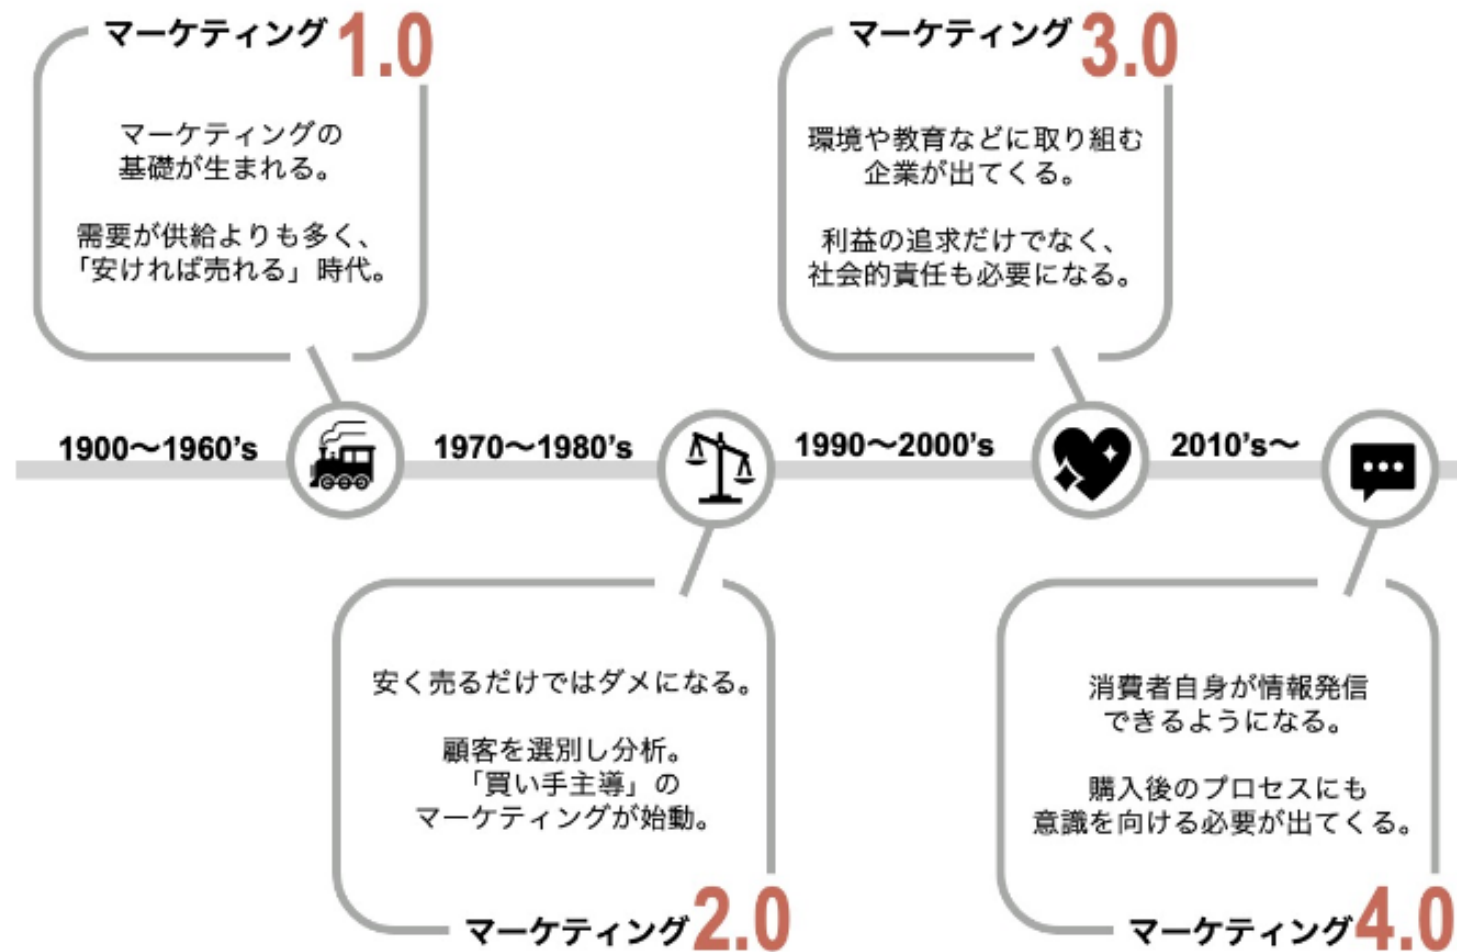 マーケティング1.0
マーケティングの
基礎が生まれる。
需要が供給よりも多く、
「安ければ売れる」時代。
マーケティング3.0
環境や教育などに取り組む
企業が出てくる。
利益の追求だけでなく、
社会的責任も必要になる。
1900〜1960’s
1970〜1980’s
1990〜2000’s
2010’s〜
安く売るだけではダメになる。
顧客を選別し分析。
「買い手主導」の
マーケティングが始動。
マーケティング2.0
消費者自身が情報発信
できるようになる。
購入後のプロセスにも
意識を向ける必要が出てくる。
マーケティング4.0